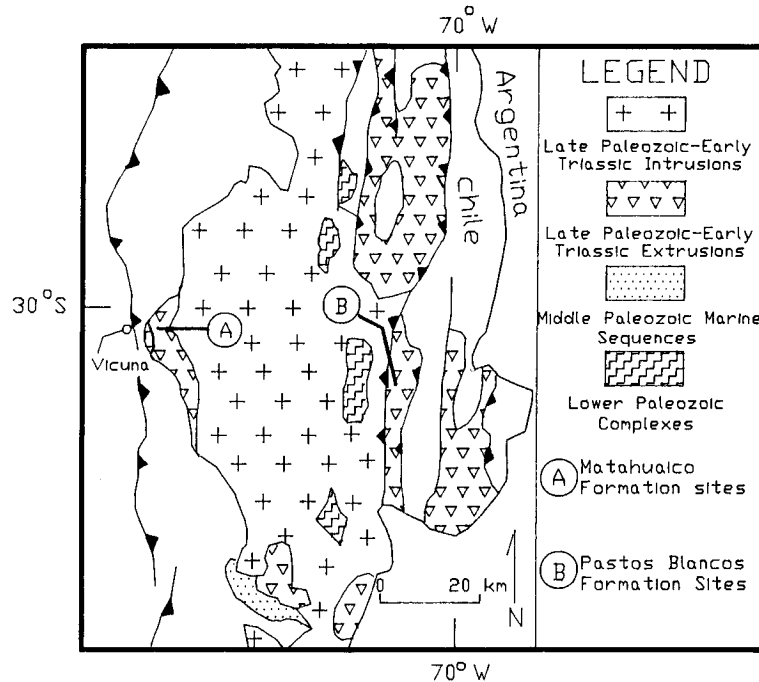 70° W
Argentina
Chile
30° S
Vicuna
A
B
0 20 km
N
70° W
LEGEND
Late Paleozoic-Early
Triassic Intrusions
Late Paleozoic-Early
Triassic Extrusions
Middle Paleozoic Marine
Sequences
Lower Paleozoic
Complexes
A Matahuaico
Formation sites
B Pastos Blancos
Formation Sites